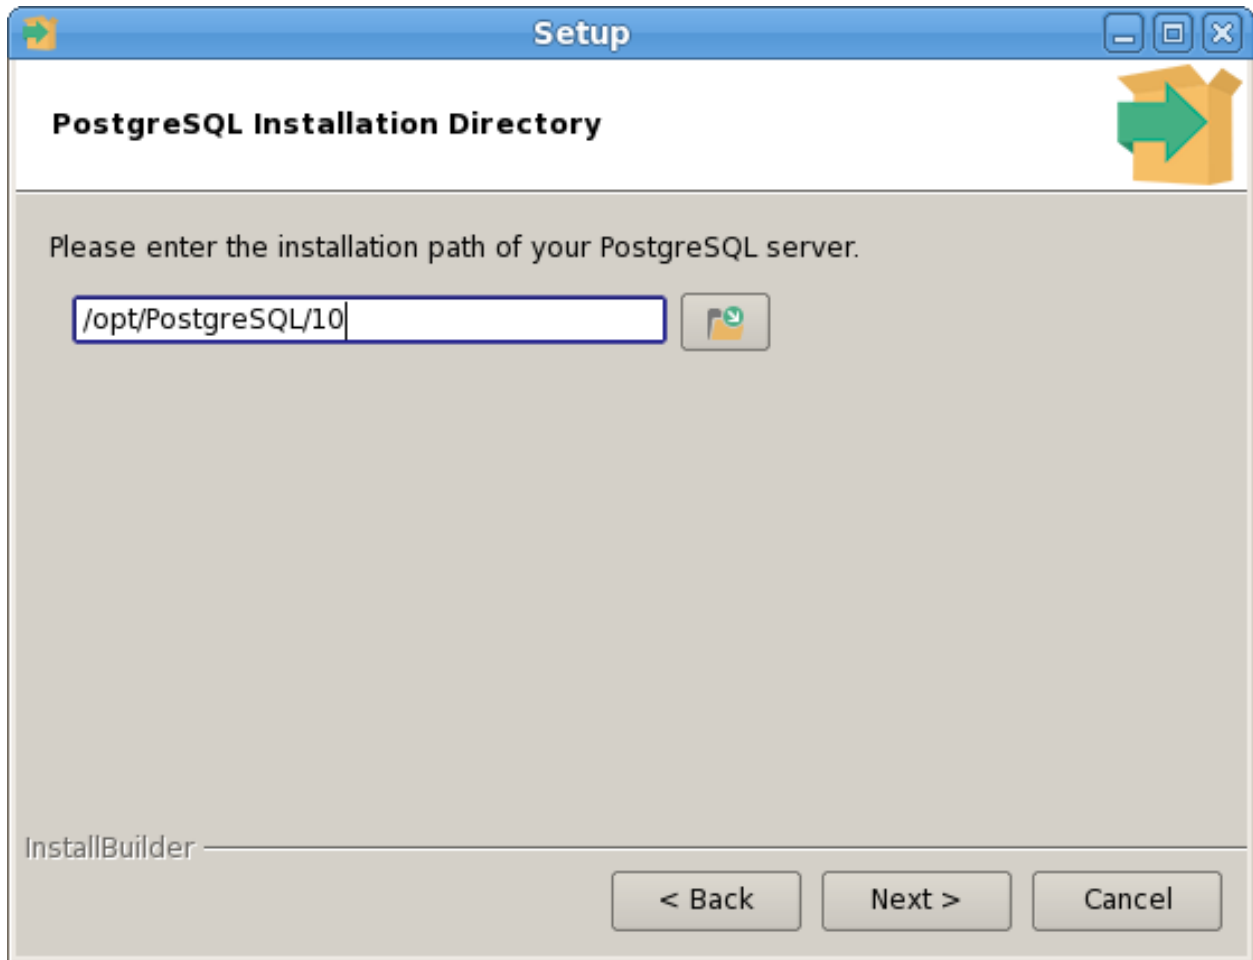 Setup
PostgreSQL Installation Directory
Please enter the installation path of your PostgreSQL server.
/opt/PostgreSQL/10
InstallBuilder
< Back Next > Cancel